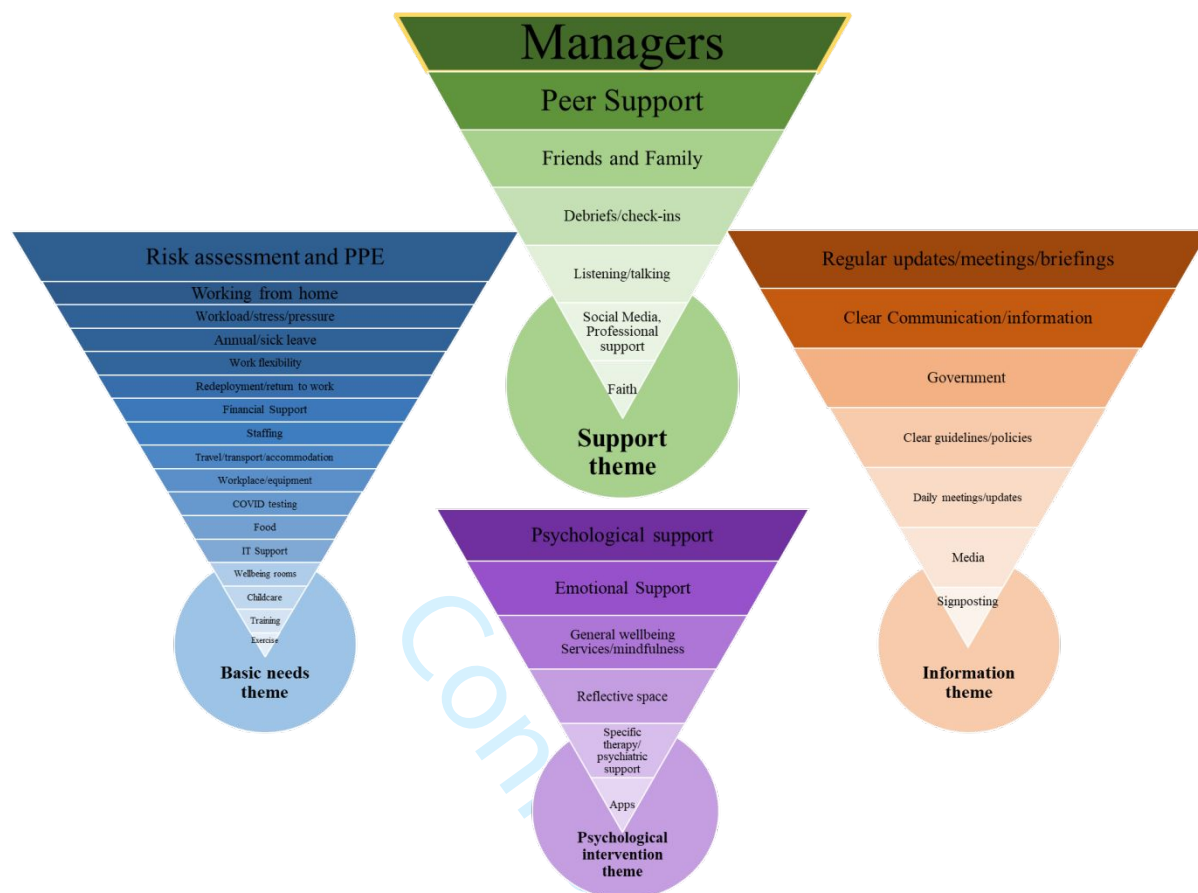 Managers
Peer Support
Friends and Family
Debriefs/check-ins
Listening/talking
Social Media,
Professional
support
Faith
Support
theme
Risk assessment and PPE
Working from home
Workload/stress/pressure
Annual/sick leave
Work flexibility
Redeployment/return to work
Financial Support
Staffing
Travel/transport/accommodation
Workplace/equipment
COVID testing
Food
IT Support
Wellbeing rooms
Childcare
Training
Exercise
Basic needs
theme
Regular updates/meetings/briefings
Clear Communication/information
Government
Clear guidelines/policies
Daily meetings/updates
Media
Signposting
Information
theme
Psychological support
Emotional Support
General wellbeing
Services/mindfulness
Reflective space
Specific
therapy/
psychiatric
support
Apps
Psychological
intervention
theme